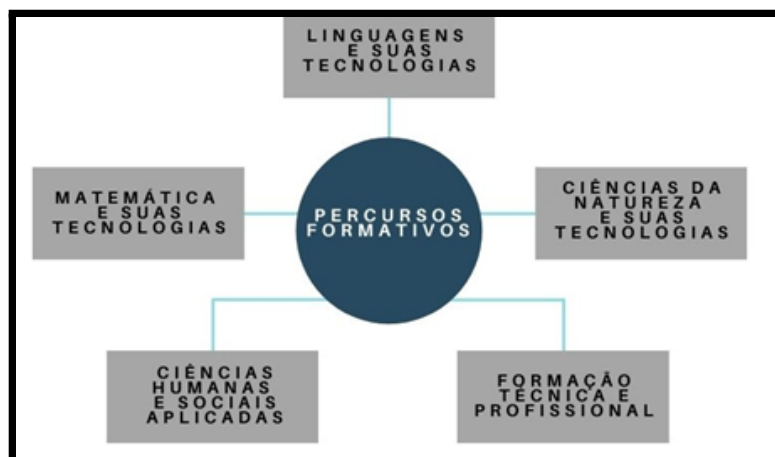 LINGUAGENS
E SUAS
TECNOLOGIAS
MATEMÁTICA
E SUAS
TECNOLOGIAS
PERCURSOS
FORMATIVOS
CIÊNCIAS DA
NATUREZA
E SUAS
TECNOLOGIAS
CIÊNCIAS
HUMANAS
E SOCIAIS
APLICADAS
FORMAÇÃO
TÉCNICA E
PROFISSIONAL